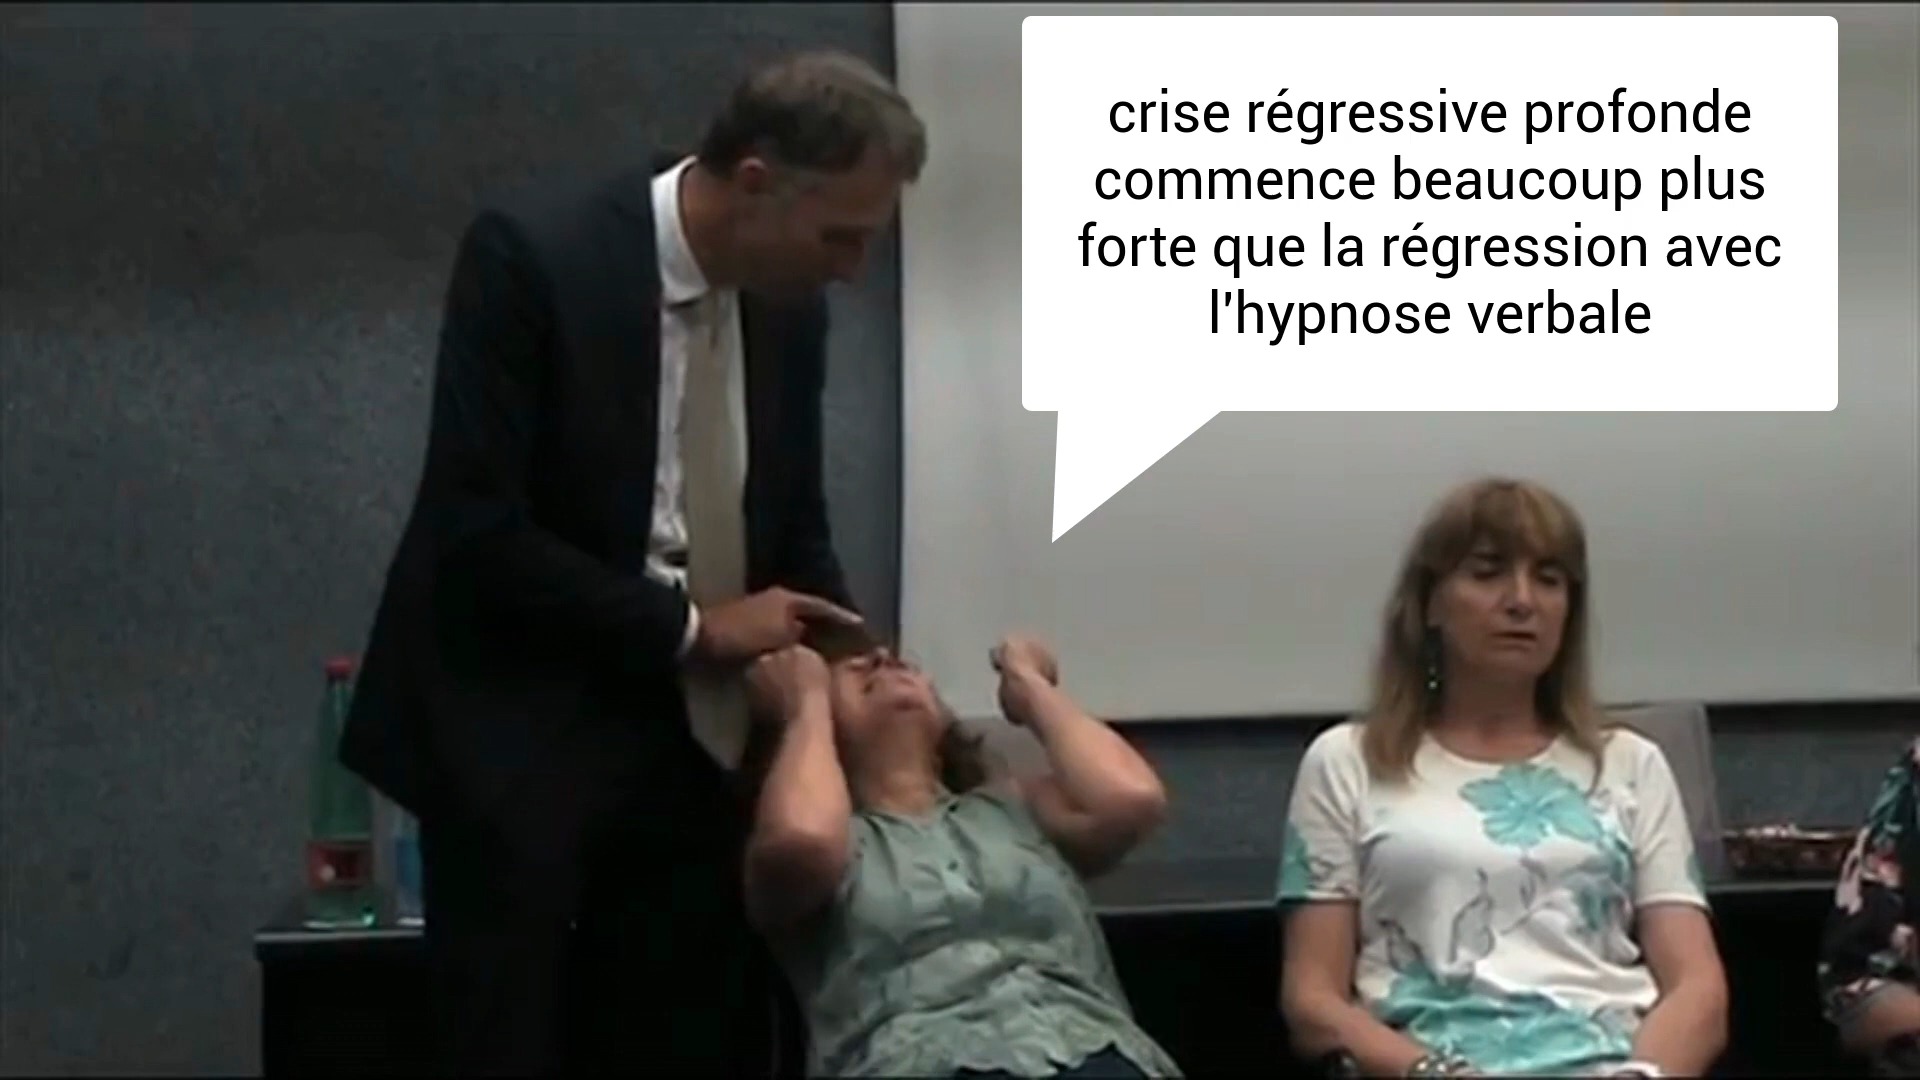 crise régressive profonde
commence beaucoup plus
forte que la régression avec
l'hypnose verbale